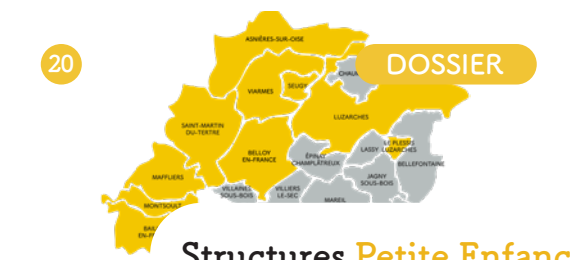 20
DOSSIER
ASNIÈRES-SUR-OISE
VIARMES
SEUGY
LUZARCHES
SAINT-MARTIN
DU-TERTRE
BELLOY
EN-FRANCE
ÉPINAY
CHAMPLÂTREUX
LASSY
LE PLESSIS
LUZARCHES
BELLEFONTAINE
MAFFLIERS
VILLAINES
SOUS-BOIS
VILLIERS
LE-SEC
JAGNY
SOUS-BOIS
MAREIL
MONTSOULT
Structures Petite Enfanc